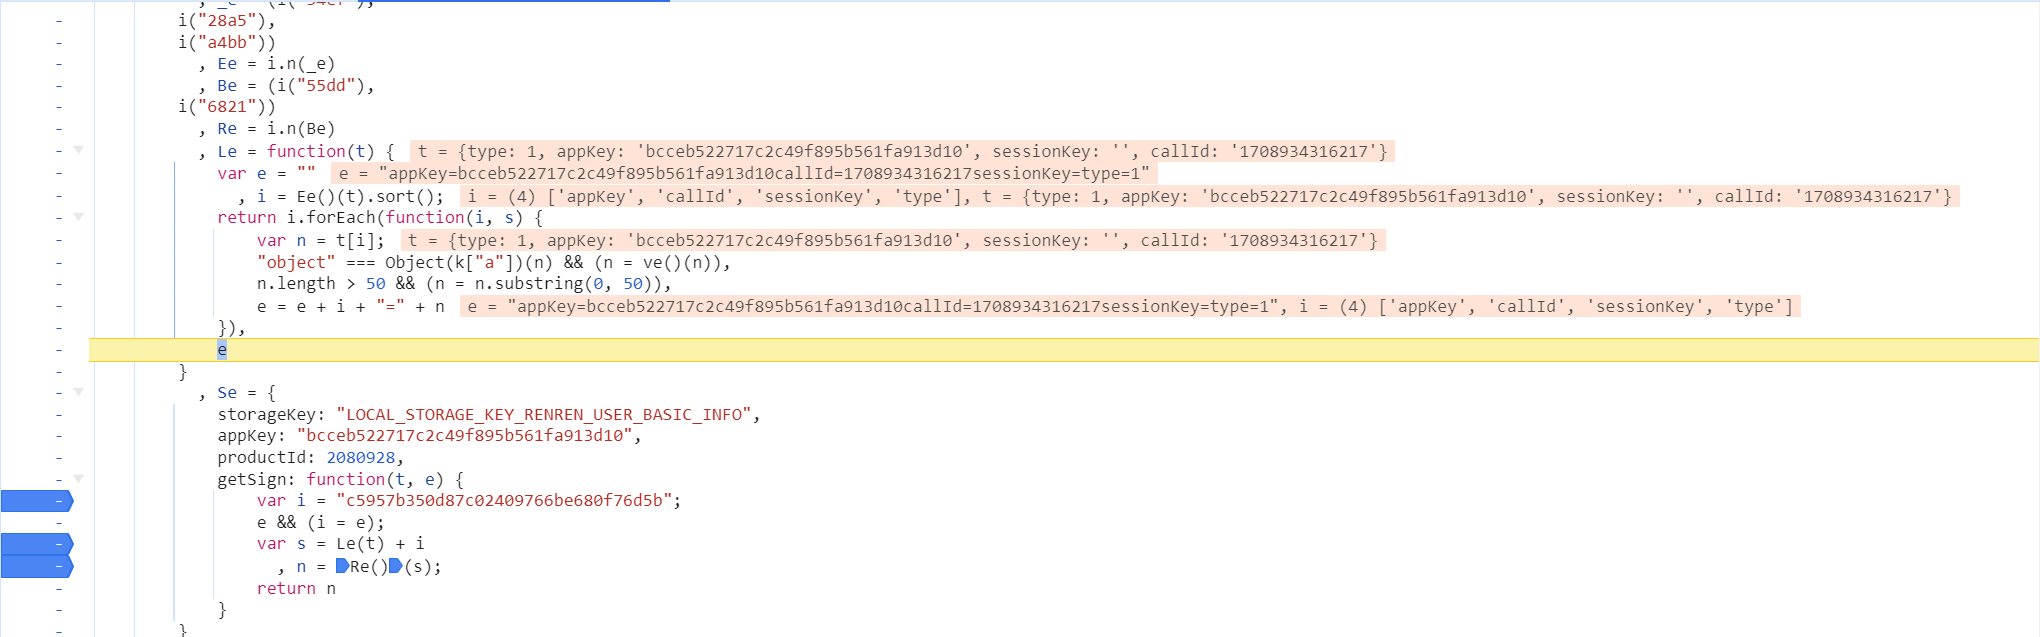 i("28a5"),
i("a4bb"))
, Ee = i.n(_e)
, Be = (i("55dd"),
i("6821"))
, Re = i.n(Be)
, Le = function(t) { t = {type: 1, appKey: 'bcceb522717c2c49f895b561fa913d10', sessionKey: '', callId: '1708934316217'}
var e = "" e = "appKey=bcceb522717c2c49f895b561fa913d10callId=1708934316217sessionKey=type=1"
, i = Ee()(t).sort(); i = (4) ['appKey', 'callId', 'sessionKey', 'type'], t = {type: 1, appKey: 'bcceb522717c2c49f895b561fa913d10', sessionKey: '', callId: '1708934316217'}
return i.forEach(function(i, s) {
var n = t[i]; t = {type: 1, appKey: 'bcceb522717c2c49f895b561fa913d10', sessionKey: '', callId: '1708934316217'}
"object" === Object(k["a"])(n) && (n = ve()(n)),
n.length > 50 && (n = n.substring(0, 50)),
e = e + i + "=" + n e = "appKey=bcceb522717c2c49f895b561fa913d10callId=1708934316217sessionKey=type=1", i = (4) ['appKey', 'callId', 'sessionKey', 'type']
}),
e
}
, Se = {
storageKey: "LOCAL_STORAGE_KEY_RENREN_USER_BASIC_INFO",
appKey: "bcceb522717c2c49f895b561fa913d10",
productId: 2080928,
getSign: function(t, e) {
var i = "c5957b350d87c02409766be680f76d5b";
e && (i = e);
var s = Le(t) + i
, n = Re()(s);
return n
}
}